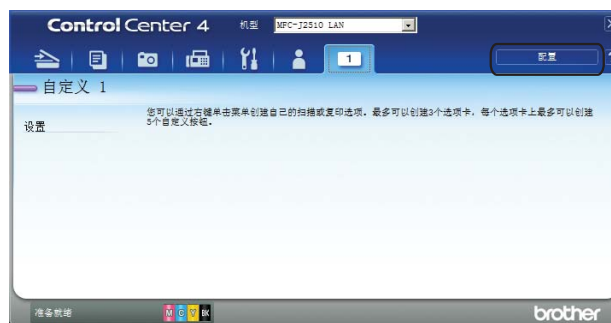 Control Center 4 机型 MFC-J2510 LAN
1 配置
自定义 1
设置
您可以通过右键单击菜单创建自己的扫描或复印选项。最多可以创建3个选项卡，每个选项卡上最多可以创建
5个自定义按钮。
准备就绪 M C Y BK brother